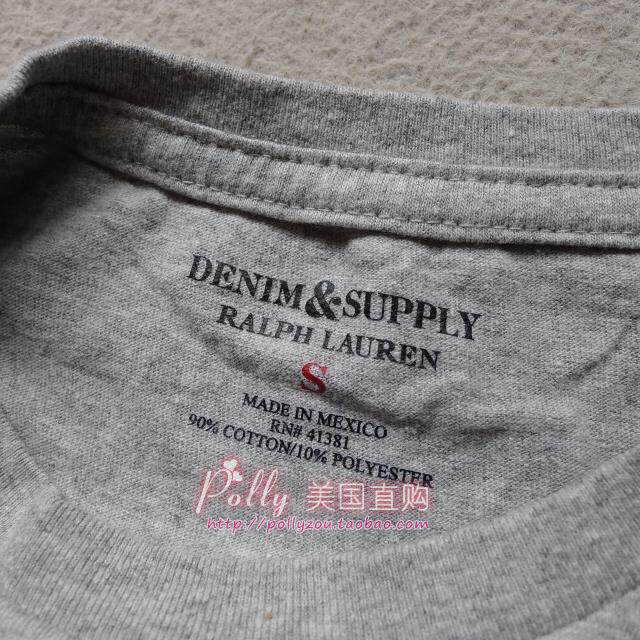 DENIM&SUPPLY
RALPH LAUREN
S
MADE IN MEXICO
RN# 41381
90% COTTON/10% POLYESTER
Polly 美国直购
http://pollyzou.taobao.com